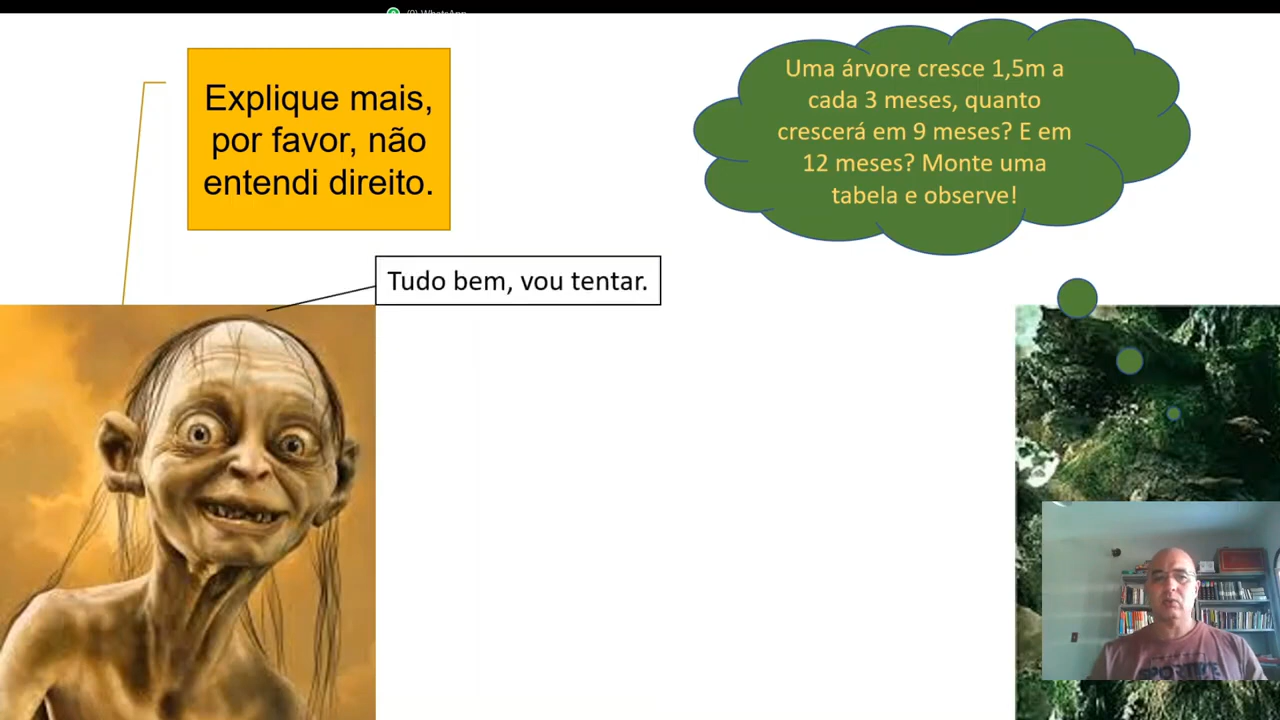 Explique mais,
por favor, não
entendi direito.
Uma árvore cresce 1,5m a
cada 3 meses, quanto
crescerá em 9 meses? E em
12 meses? Monte uma
tabela e observe!
Tudo bem, vou tentar.